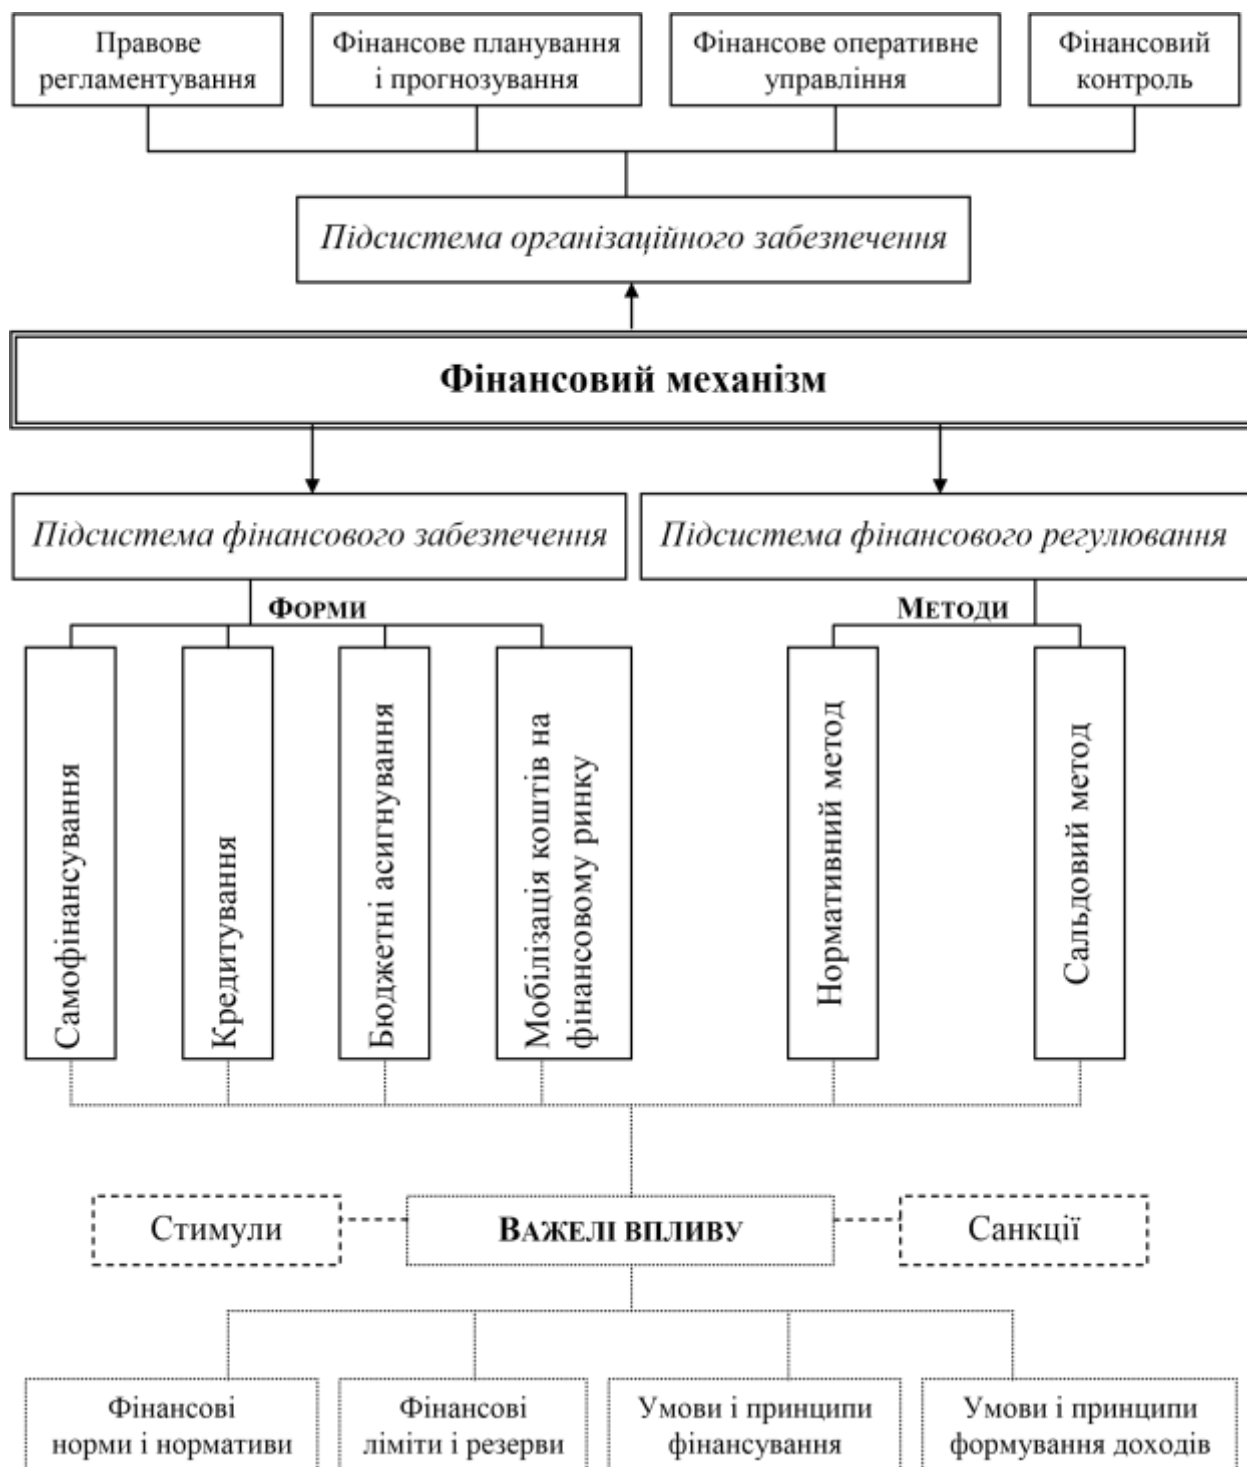 Правове
регламентування
Фінансове планування
і прогнозування
Фінансове оперативне
управління
Фінансовий
контроль
Підсистема організаційного забезпечення
Фінансовий механізм
Підсистема фінансового забезпечення
Підсистема фінансового регулювання
ФОРМИ
МЕТОДИ
Самофінансування
Кредитування
Бюджетні асигнування
Мобілізація коштів на
фінансовому ринку
Нормативний метод
Сальдовий метод
Стимули
ВАЖЕЛІ ВПЛИВУ
Санкції
Фінансові
норми і нормативи
Фінансові
ліміти і резерви
Умови і принципи
фінансування
Умови і принципи
формування доходів